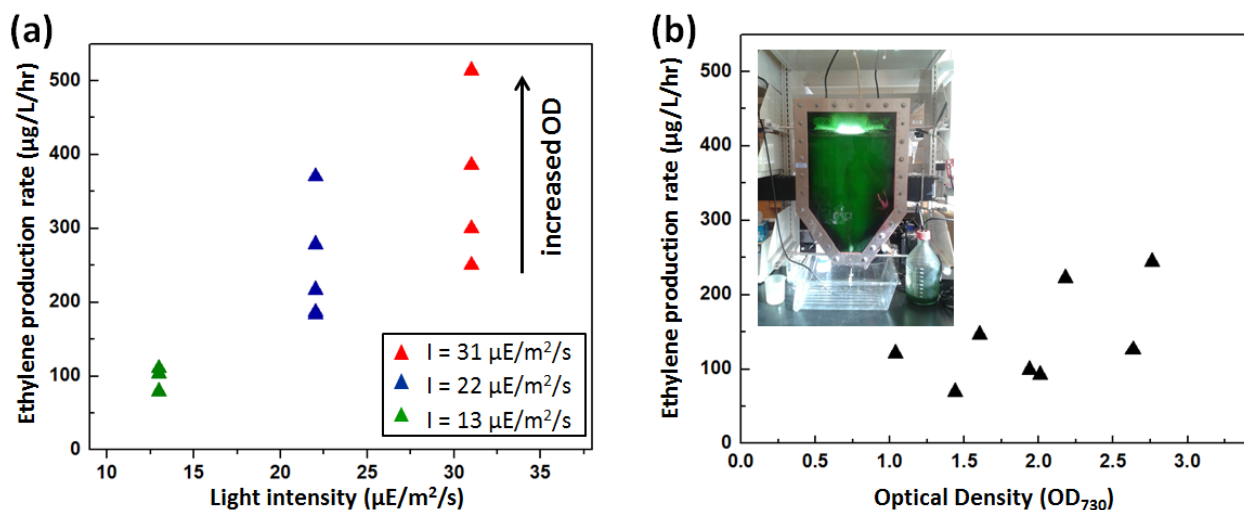 (a)
Ethylene production rate (µg/L/hr)
500
400
300
200
100
0
increased OD
I = 31 µE/m²/s
I = 22 µE/m²/s
I = 13 µE/m²/s
10 15 20 25 30 35
Light intensity (µE/m²/s)
(b)
Ethylene production rate (µg/L/hr)
500
400
300
200
100
0
0.0 0.5 1.0 1.5 2.0 2.5 3.0
Optical Density (OD₇₃₀)